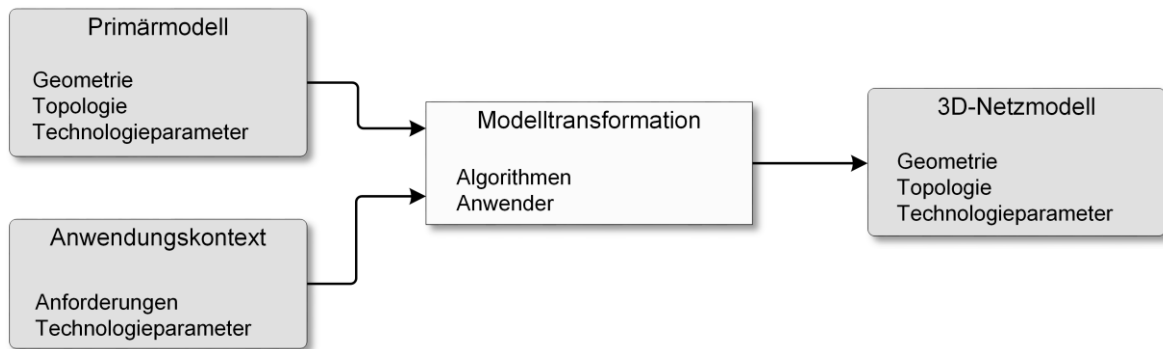 Primärmodell
Geometrie
Topologie
Technologieparameter
Anwendungskontext
Anforderungen
Technologieparameter
Modelltransformation
Algorithmen
Anwender
3D-Netzmodell
Geometrie
Topologie
Technologieparameter